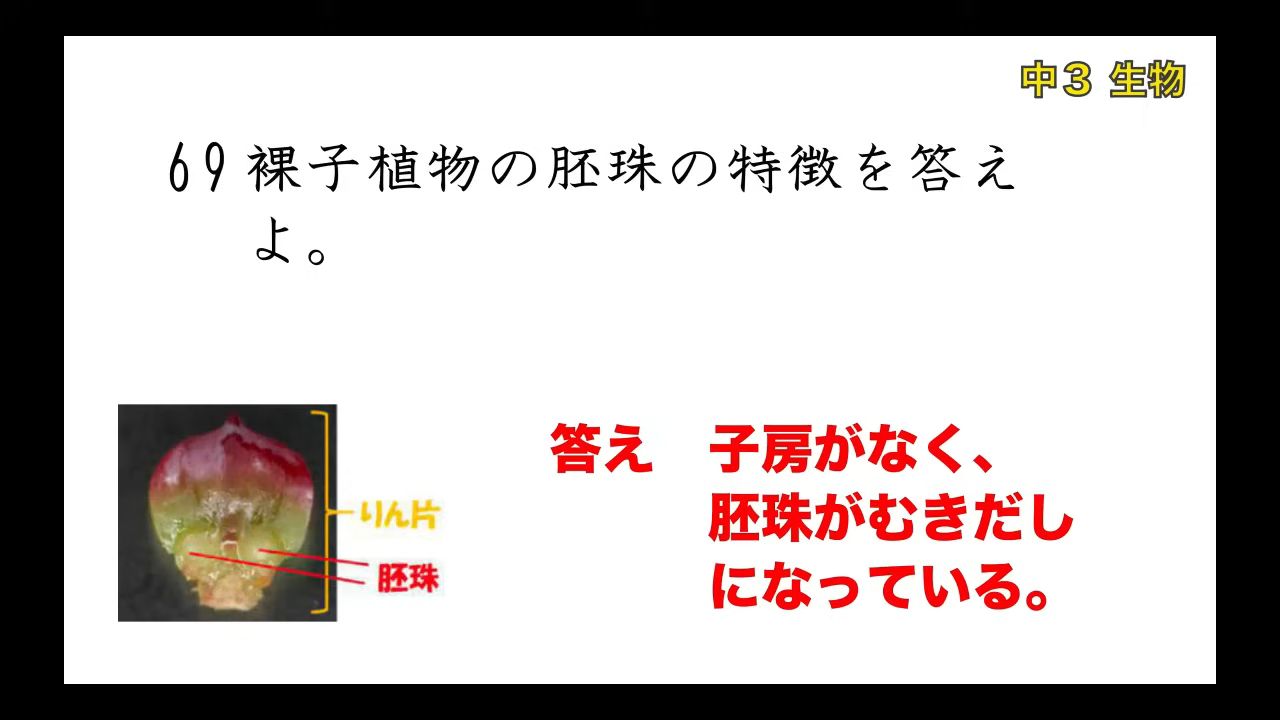 中３ 生物
69 裸子植物の胚珠の特徴を答え
よ。
答え　子房がなく、
胚珠がむきだし
になっている。
りん片
胚珠